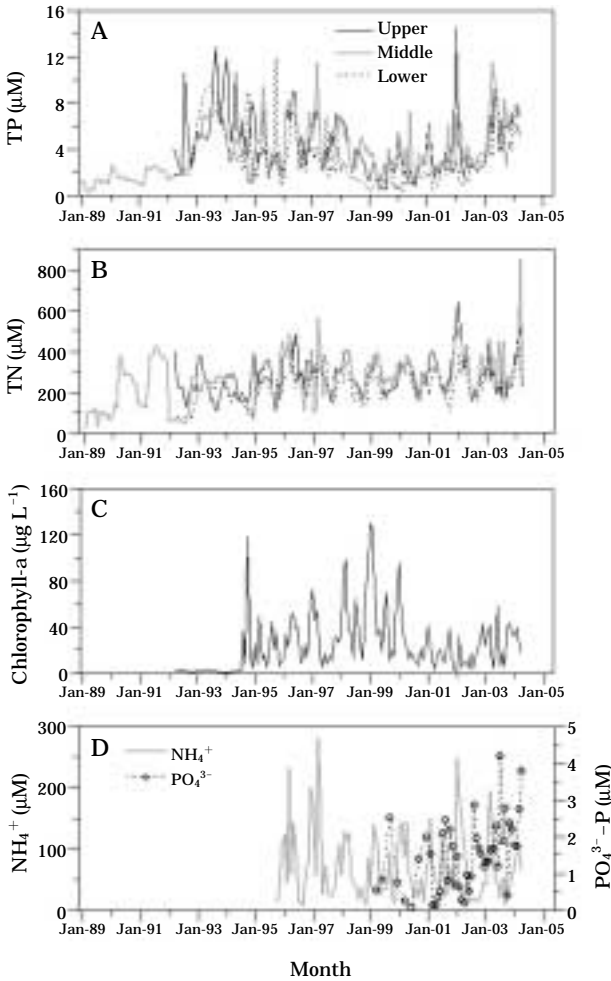 A
Upper
Middle
Lower
TP (μM)
16
12
8
4
0
Jan-89 Jan-91 Jan-93 Jan-95 Jan-97 Jan-99 Jan-01 Jan-03 Jan-05
B
TN (μM)
800
600
400
200
0
Jan-89 Jan-91 Jan-93 Jan-95 Jan-97 Jan-99 Jan-01 Jan-03 Jan-05
C
Chlorophyll-a (μg L⁻¹)
160
120
80
40
0
Jan-89 Jan-91 Jan-93 Jan-95 Jan-97 Jan-99 Jan-01 Jan-03 Jan-05
D
NH₄⁺
PO₄³⁻
NH₄⁺ (μM)
300
200
100
0
5
4
3
2
1
0
PO₄³⁻–P (μM)
Jan-89 Jan-91 Jan-93 Jan-95 Jan-97 Jan-99 Jan-01 Jan-03 Jan-05
Month